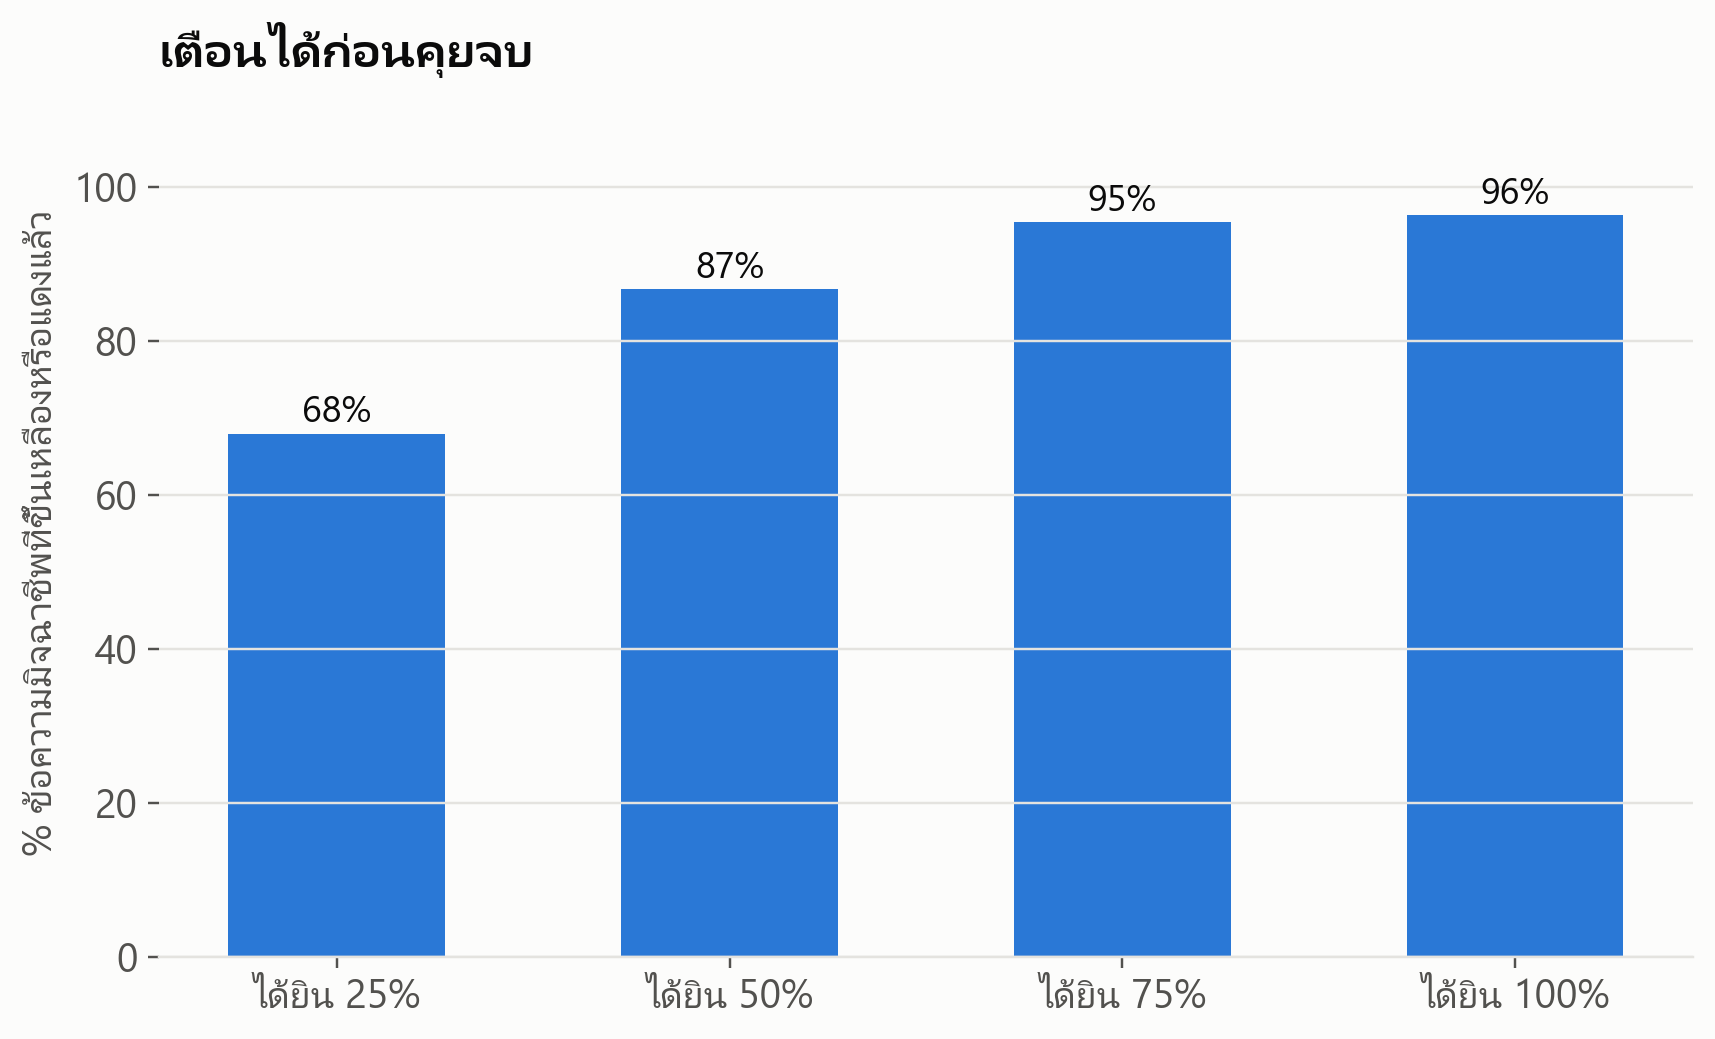 เตือนได้ก่อนคุยจบ
% ข้อความมิจฉาชีพที่ขึ้นเหลืองหรือแดงแล้ว
100
80
60
40
20
0
68%
87%
95%
96%
ได้ยิน 25%
ได้ยิน 50%
ได้ยิน 75%
ได้ยิน 100%